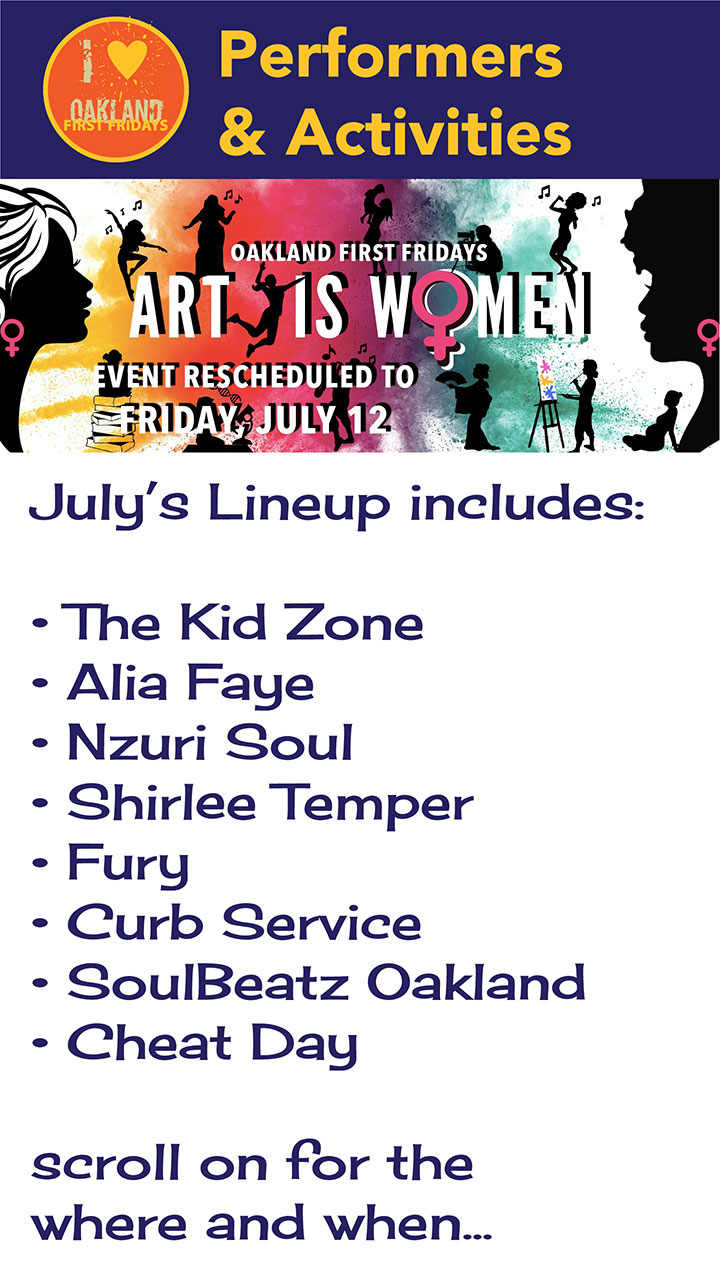 I
OAKLAND
FIRST FRIDAYS
Performers
& Activities
OAKLAND FIRST FRIDAYS
ART IS WOMEN
EVENT RESCHEDULED TO
FRIDAY, JULY 12
July's Lineup includes:
• The Kid Zone
• Alia Faye
• Nzuri Soul
• Shirlee Temper
• Fury
• Curb Service
• SoulBeatz Oakland
• Cheat Day
scroll on for the
where and when...